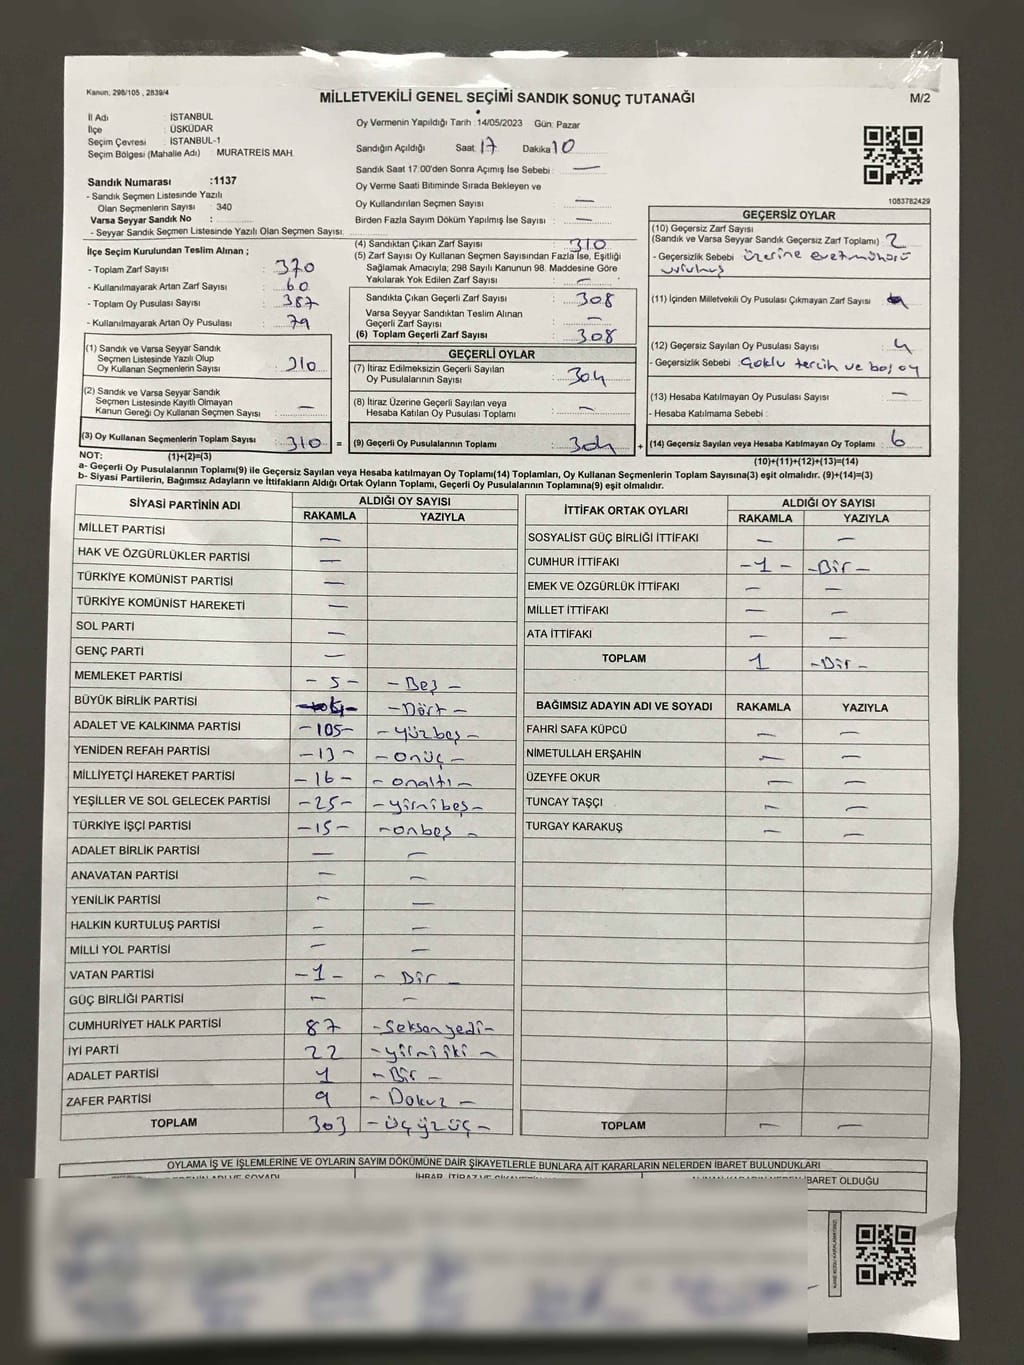 Kanun, 298/105 , 2839/4
MİLLETVEKİLİ GENEL SEÇİMİ SANDIK SONUÇ TUTANAĞI
M/2
İl Adı : İSTANBUL
İlçe : ÜSKÜDAR
Seçim Çevresi : İSTANBUL-1
Seçim Bölgesi (Mahalle Adı) MURATREİS MAH.
Sandık Numarası :1137
- Sandık Seçmen Listesinde Yazılı
Olan Seçmenlerin Sayısı : 340
Varsa Seyyar Sandık No :
- Seyyar Sandık Seçmen Listesinde Yazılı Olan Seçmen Sayısı.
Oy Vermenin Yapıldığı Tarih :14/05/2023 Gün: Pazar
Sandığın Açıldığı Saat: 17 Dakika 10
Sandık Saat 17:00'den Sonra Açımış İse Sebebi : —
Oy Verme Saati Bitiminde Sırada Bekleyen ve
Oy Kullandırılan Seçmen Sayısı : —
Birden Fazla Sayım Döküm Yapılmış İse Sayısı : —
1083782429
İlçe Seçim Kurulundan Teslim Alınan ;
- Toplam Zarf Sayısı : 370
- Kullanılmayarak Artan Zarf Sayısı : 60
- Toplam Oy Pusulası Sayısı : 387
- Kullanılmayarak Artan Oy Pusulası : 79
(1) Sandık ve Varsa Seyyar Sandık
Seçmen Listesinde Yazılı Olup
Oy Kullanan Seçmenlerin Sayısı : 310
(2) Sandık ve Varsa Seyyar Sandık
Seçmen Listesinde Kayıtlı Olmayan
Kanun Gereği Oy Kullanan Seçmen Sayısı : —
(3) Oy Kullanan Seçmenlerin Toplam Sayısı : 310 =
(4) Sandıktan Çıkan Zarf Sayısı : 310
(5) Zarf Sayısı Oy Kullanan Seçmen Sayısından Fazla İse, Eşitliği
Sağlamak Amacıyla; 298 Sayılı Kanunun 98. Maddesine Göre
Yakılarak Yok Edilen Zarf Sayısı : —
Sandıkta Çıkan Geçerli Zarf Sayısı : 308
Varsa Seyyar Sandıktan Teslim Alınan
Geçerli Zarf Sayısı : —
(6) Toplam Geçerli Zarf Sayısı : 308
GEÇERLİ OYLAR
(7) İtiraz Edilmeksizin Geçerli Sayılan
Oy Pusulalarının Sayısı : 304
(8) İtiraz Üzerine Geçerli Sayılan veya
Hesaba Katılan Oy Pusulası Toplamı : —
(9) Geçerli Oy Pusulalarının Toplamı : 304 +
GEÇERSİZ OYLAR
(10) Geçersiz Zarf Sayısı
(Sandık ve Varsa Seyyar Sandık Geçersiz Zarf Toplamı) 2
- Geçersizlik Sebebi : üzerine evet mührü
vurulmuş
(11) İçinden Milletvekili Oy Pusulası Çıkmayan Zarf Sayısı :
(12) Geçersiz Sayılan Oy Pusulası Sayısı : 4
- Geçersizlik Sebebi : Çoklu tercih ve boş oy
(13) Hesaba Katılmayan Oy Pusulası Sayısı : —
- Hesaba Katılmama Sebebi :
(14) Geçersiz Sayılan veya Hesaba Katılmayan Oy Toplamı : 6
NOT: (1)+(2)=(3)
(10)+(11)+(12)+(13)=(14)
a- Geçerli Oy Pusulalarının Toplamı(9) ile Geçersiz Sayılan veya Hesaba katılmayan Oy Toplamı(14) Toplamları, Oy Kullanan Seçmenlerin Toplam Sayısına(3) eşit olmalıdır. (9)+(14)=(3)
b- Siyasi Partilerin, Bağımsız Adayların ve İttifakların Aldığı Ortak Oyların Toplamı, Geçerli Oy Pusulalarının Toplamına(9) eşit olmalıdır.
SİYASİ PARTİNİN ADI ALDIĞI OY SAYISI
RAKAMLA YAZIYLA
MİLLET PARTİSİ —
HAK VE ÖZGÜRLÜKLER PARTİSİ —
TÜRKİYE KOMÜNİST PARTİSİ —
TÜRKİYE KOMÜNİST HAREKETİ —
SOL PARTİ —
GENÇ PARTİ —
MEMLEKET PARTİSİ - 5 - - Beş -
BÜYÜK BİRLİK PARTİSİ 4- -Dört -
ADALET VE KALKINMA PARTİSİ -105- - yüzbeş -
YENİDEN REFAH PARTİSİ -13- - onüç -
MİLLİYETÇİ HAREKET PARTİSİ -16- - onaltı -
YEŞİLLER VE SOL GELECEK PARTİSİ -25- -yirmibeş-
TÜRKİYE İŞÇİ PARTİSİ -15- -onbeş -
ADALET BİRLİK PARTİSİ — —
ANAVATAN PARTİSİ — —
YENİLİK PARTİSİ — —
HALKIN KURTULUŞ PARTİSİ — —
MİLLİ YOL PARTİSİ — —
VATAN PARTİSİ -1- - Bir -
GÜÇ BİRLİĞİ PARTİSİ — —
CUMHURİYET HALK PARTİSİ 87 -Seksen yedi-
İYİ PARTİ 22 -yirmiiki -
ADALET PARTİSİ 1 - Bir -
ZAFER PARTİSİ 9 - Dokuz -
TOPLAM 303 - üçyüzüç -
İTTİFAK ORTAK OYLARI ALDIĞI OY SAYISI
RAKAMLA YAZIYLA
SOSYALİST GÜÇ BİRLİĞİ İTTİFAKI — —
CUMHUR İTTİFAKI -1- -Bir-
EMEK VE ÖZGÜRLÜK İTTİFAKI — —
MİLLET İTTİFAKI — —
ATA İTTİFAKI — —
TOPLAM 1 -Bir-
BAĞIMSIZ ADAYIN ADI VE SOYADI RAKAMLA YAZIYLA
FAHRİ SAFA KÜPCÜ — —
NİMETULLAH ERŞAHİN — —
ÜZEYFE OKUR — —
TUNCAY TAŞÇI — —
TURGAY KARAKUŞ — —
TOPLAM — —
OYLAMA İŞ VE İŞLEMLERİNE VE OYLARIN SAYIM DÖKÜMÜNE DAİR ŞİKAYETLERLE BUNLARA AİT KARARLARIN NELERDEN İBARET BULUNDUKLARI
İBARET OLDUĞU